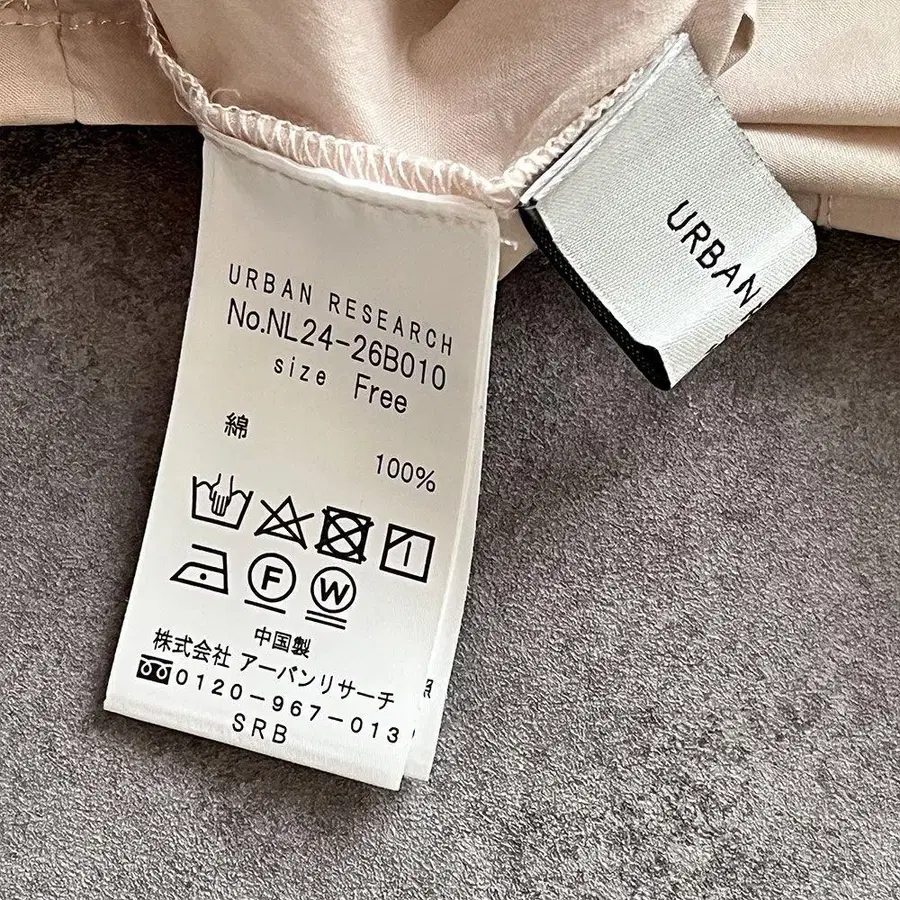 URBAN RESEARCH
No.NL24-26B010
size Free
綿
100%
F W
中国製
株式会社 アーバンリサーチ
0120-967-013
SRB
URBAN